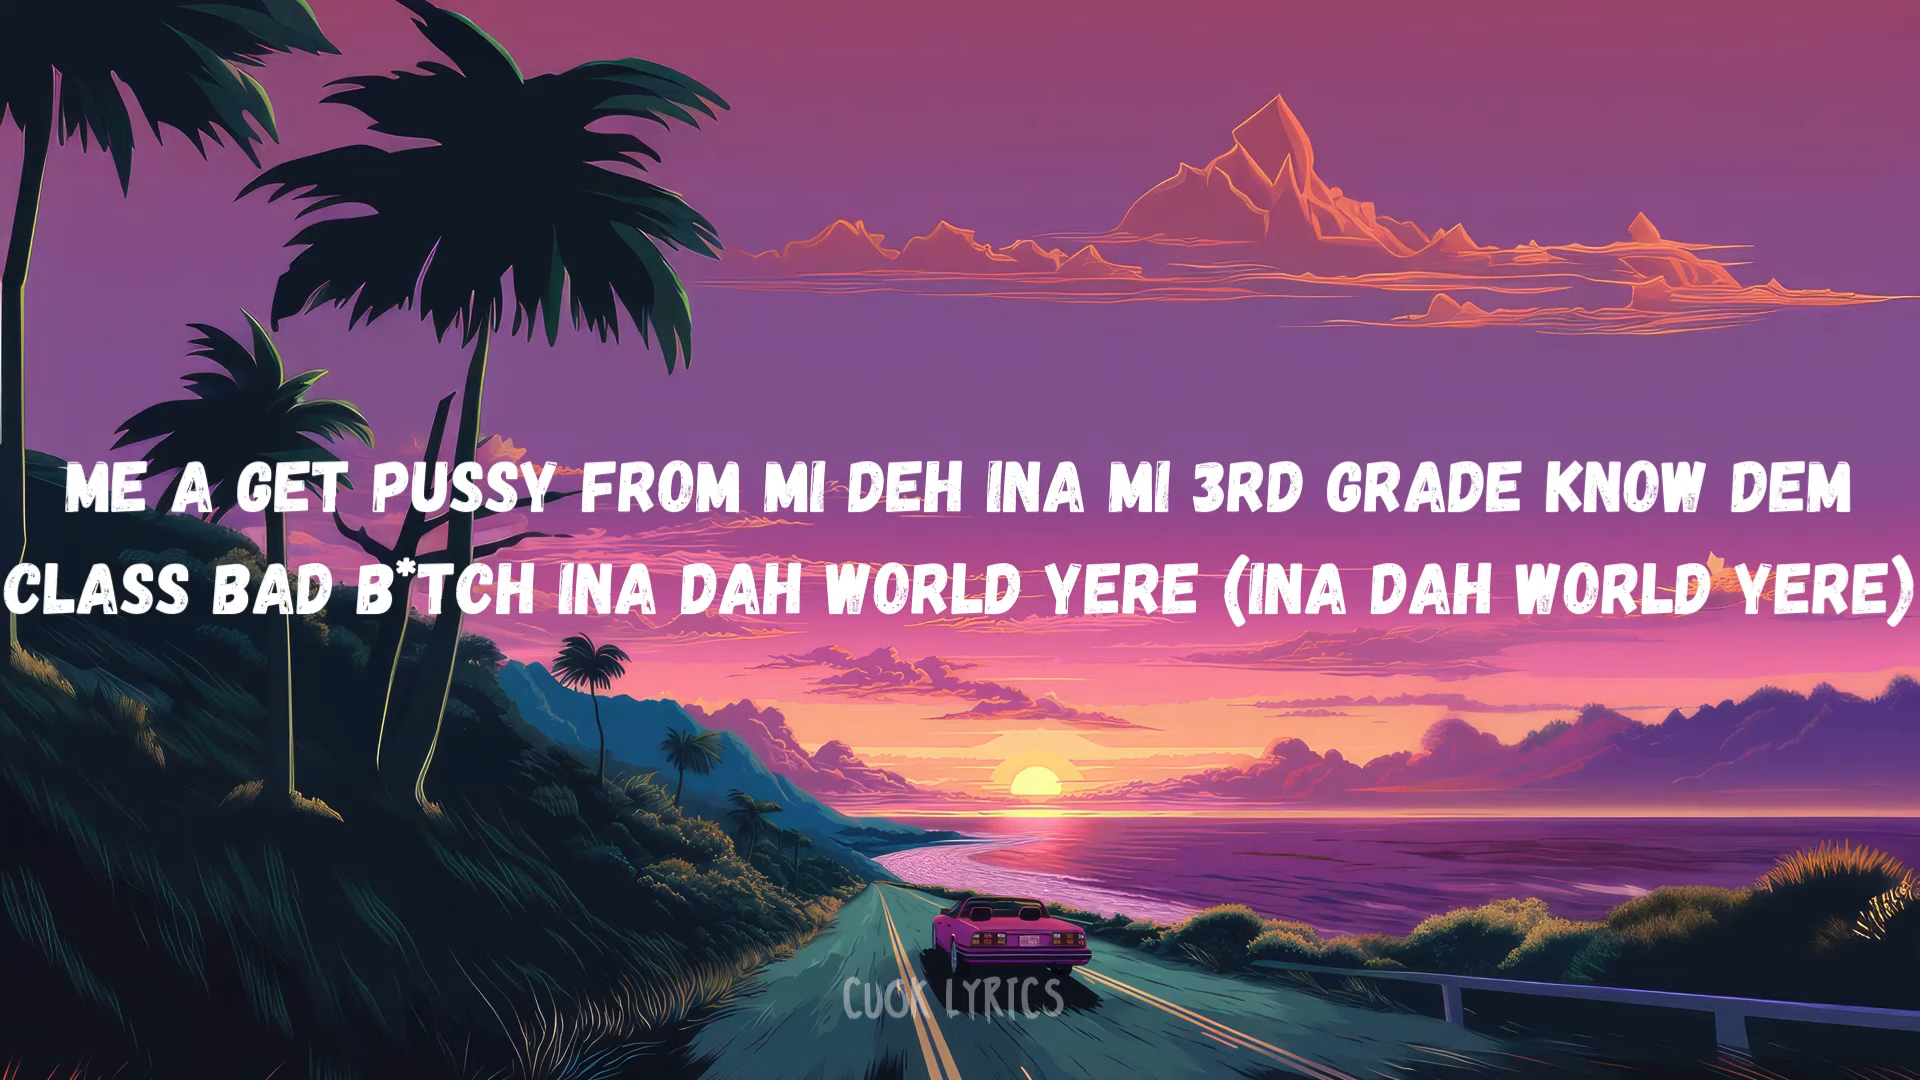 ME A GET PUSSY FROM MI DEH INA MI 3RD GRADE KNOW DEM
CLASS BAD B*TCH INA DAH WORLD YERE (INA DAH WORLD YERE)
CUOK LYRICS